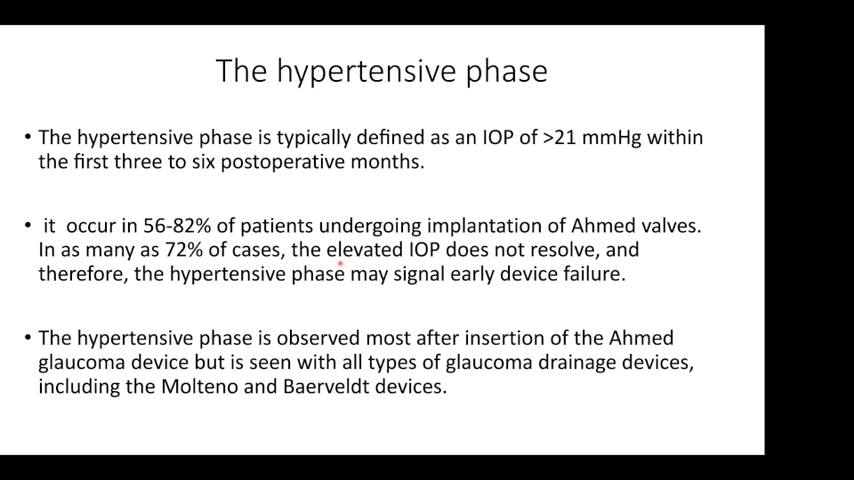 The hypertensive phase
• The hypertensive phase is typically defined as an IOP of >21 mmHg within
the first three to six postoperative months.
• it occur in 56-82% of patients undergoing implantation of Ahmed valves.
In as many as 72% of cases, the elevated IOP does not resolve, and
therefore, the hypertensive phase may signal early device failure.
• The hypertensive phase is observed most after insertion of the Ahmed
glaucoma device but is seen with all types of glaucoma drainage devices,
including the Molteno and Baerveldt devices.